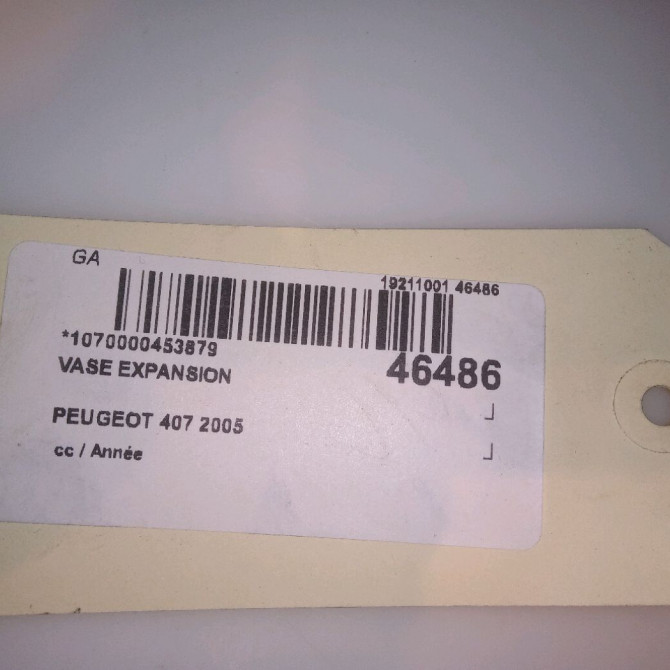 GA
19211001 46486
*1070000453879
46486
VASE EXPANSION
PEUGEOT 407 2005
cc / Année